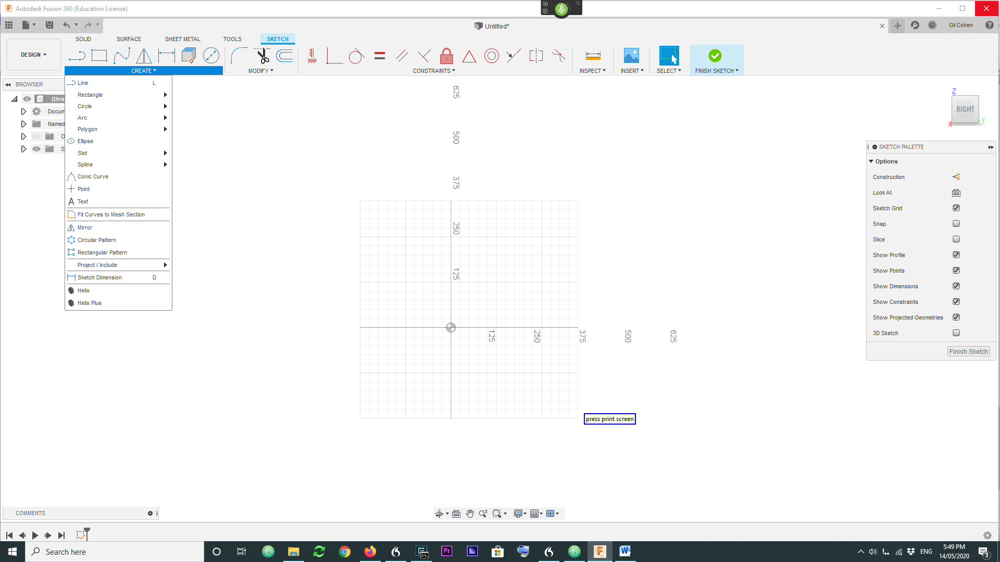 Autodesk Fusion 360 (Education License)
Untitled*
Gil Cohen
DESIGN
SOLID
SURFACE
SHEET METAL
TOOLS
SKETCH
CREATE
MODIFY
CONSTRAINTS
INSPECT
INSERT
SELECT
FINISH SKETCH
BROWSER
(Uns
Docum
Named
O
S
Line L
Rectangle
Circle
Arc
Polygon
Ellipse
Slot
Spline
Conic Curve
Point
Text
Fit Curves to Mesh Section
Mirror
Circular Pattern
Rectangular Pattern
Project / Include
Sketch Dimension D
Helix
Helix Plus
625
500
375
250
125
125
250
375
500
625
Z
RIGHT
X
-Y
SKETCH PALETTE
Options
Construction
Look At
Sketch Grid
Snap
Slice
Show Profile
Show Points
Show Dimensions
Show Constraints
Show Projected Geometries
3D Sketch
Finish Sketch
press print screen
COMMENTS
Search here
ENG
5:49 PM
14/05/2020
3